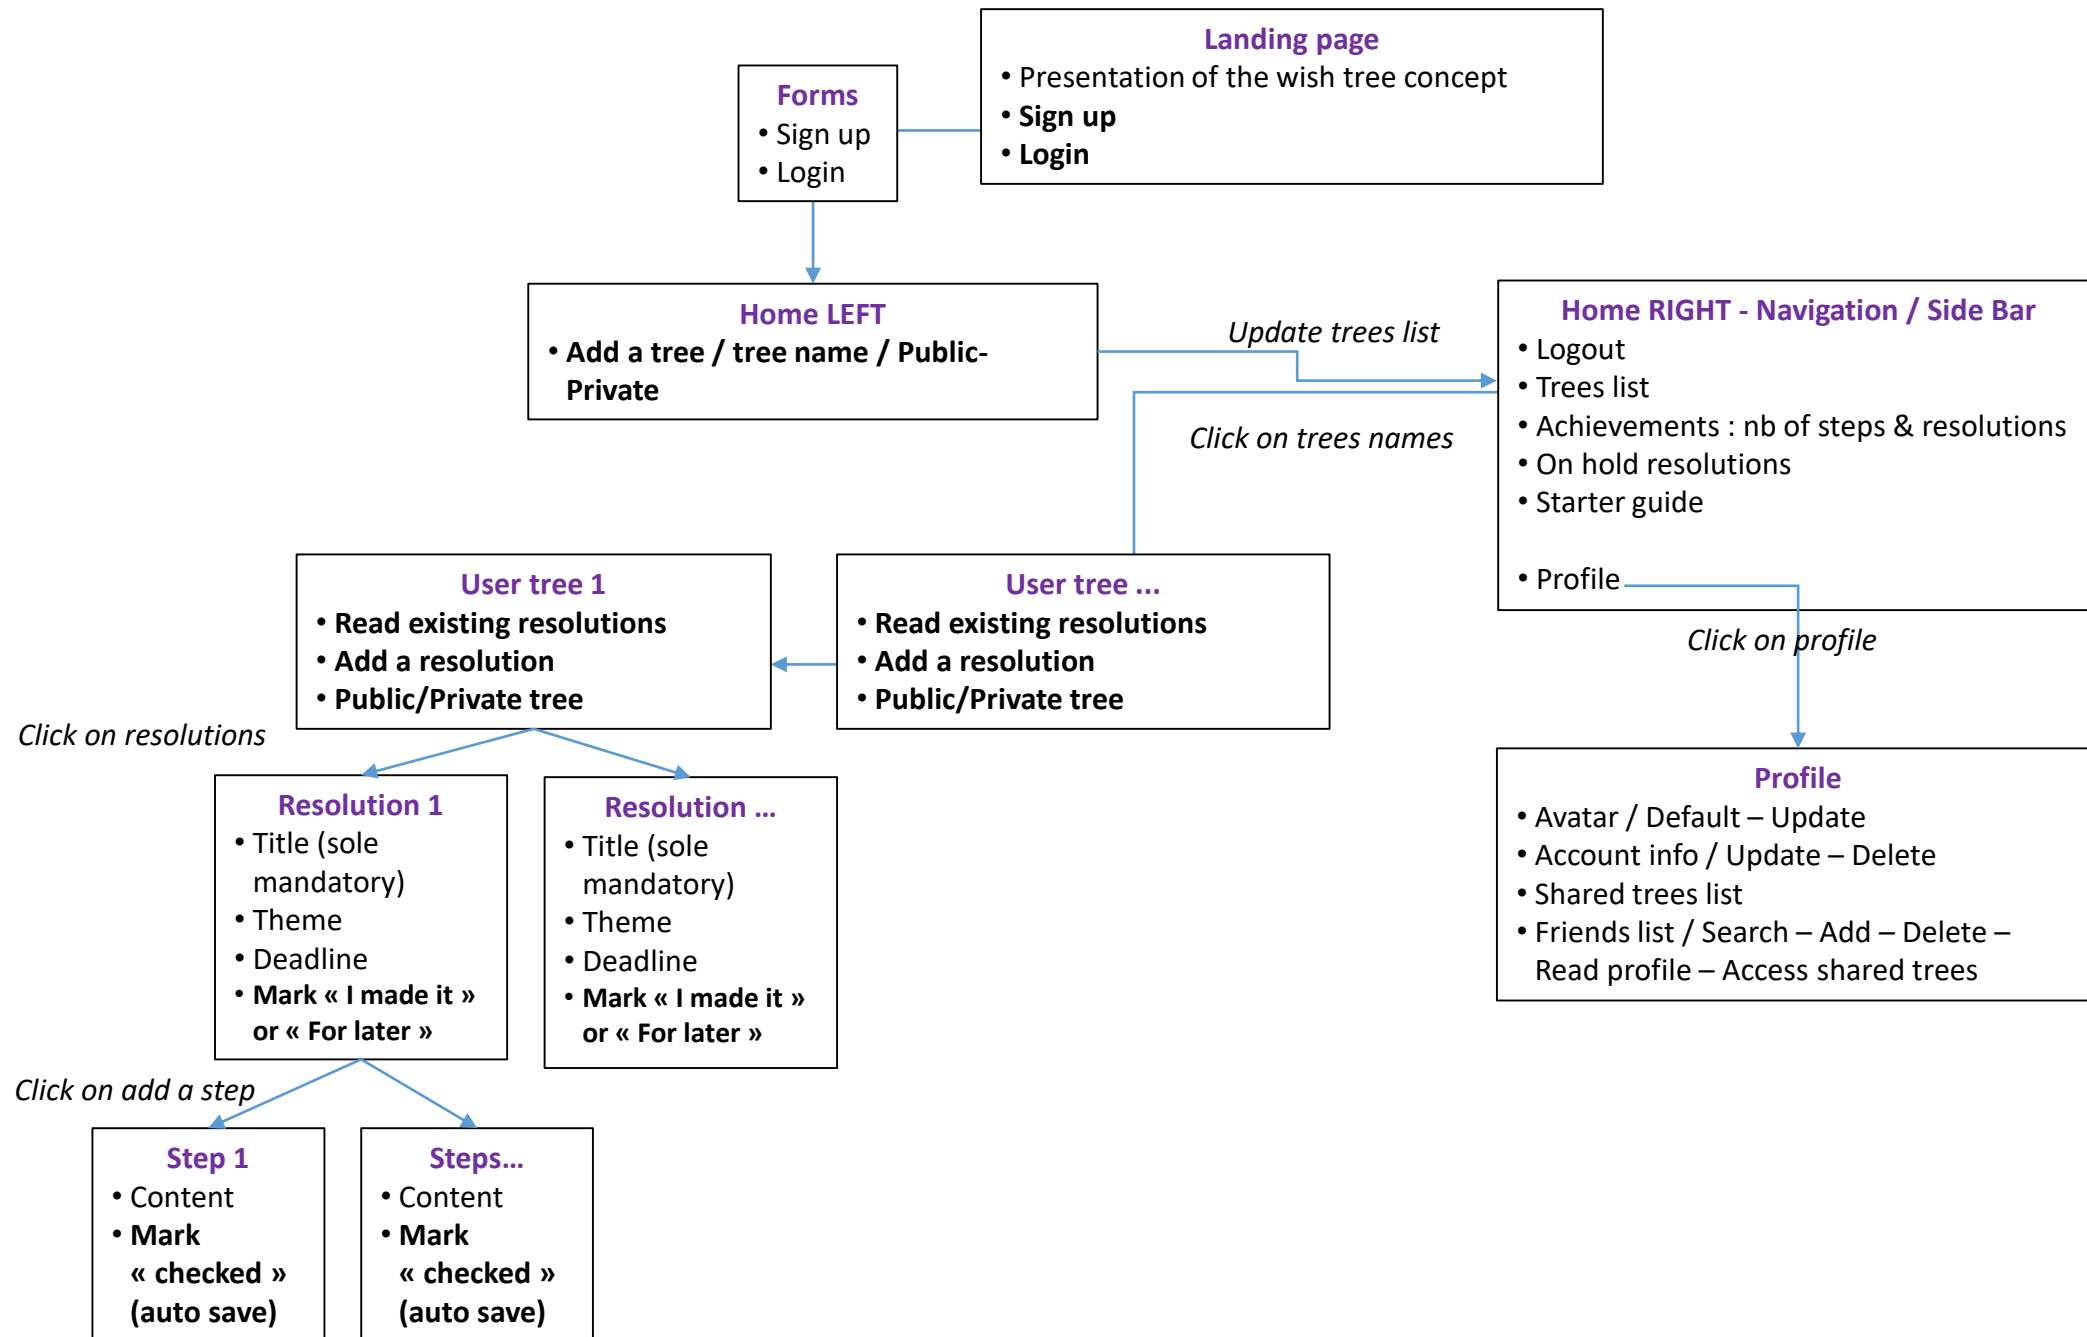 Landing page
• Presentation of the wish tree concept
• Sign up
• Login
Forms
• Sign up
• Login
Home LEFT
• Add a tree / tree name / Public-
Private
Update trees list
Click on trees names
Home RIGHT - Navigation / Side Bar
• Logout
• Trees list
• Achievements : nb of steps & resolutions
• On hold resolutions
• Starter guide
• Profile
Click on profile
User tree 1
• Read existing resolutions
• Add a resolution
• Public/Private tree
User tree ...
• Read existing resolutions
• Add a resolution
• Public/Private tree
Click on resolutions
Resolution 1
• Title (sole
mandatory)
• Theme
• Deadline
• Mark « I made it »
or « For later »
Resolution ...
• Title (sole
mandatory)
• Theme
• Deadline
• Mark « I made it »
or « For later »
Profile
• Avatar / Default – Update
• Account info / Update – Delete
• Shared trees list
• Friends list / Search – Add – Delete –
Read profile – Access shared trees
Click on add a step
Step 1
• Content
• Mark
« checked »
(auto save)
Steps...
• Content
• Mark
« checked »
(auto save)